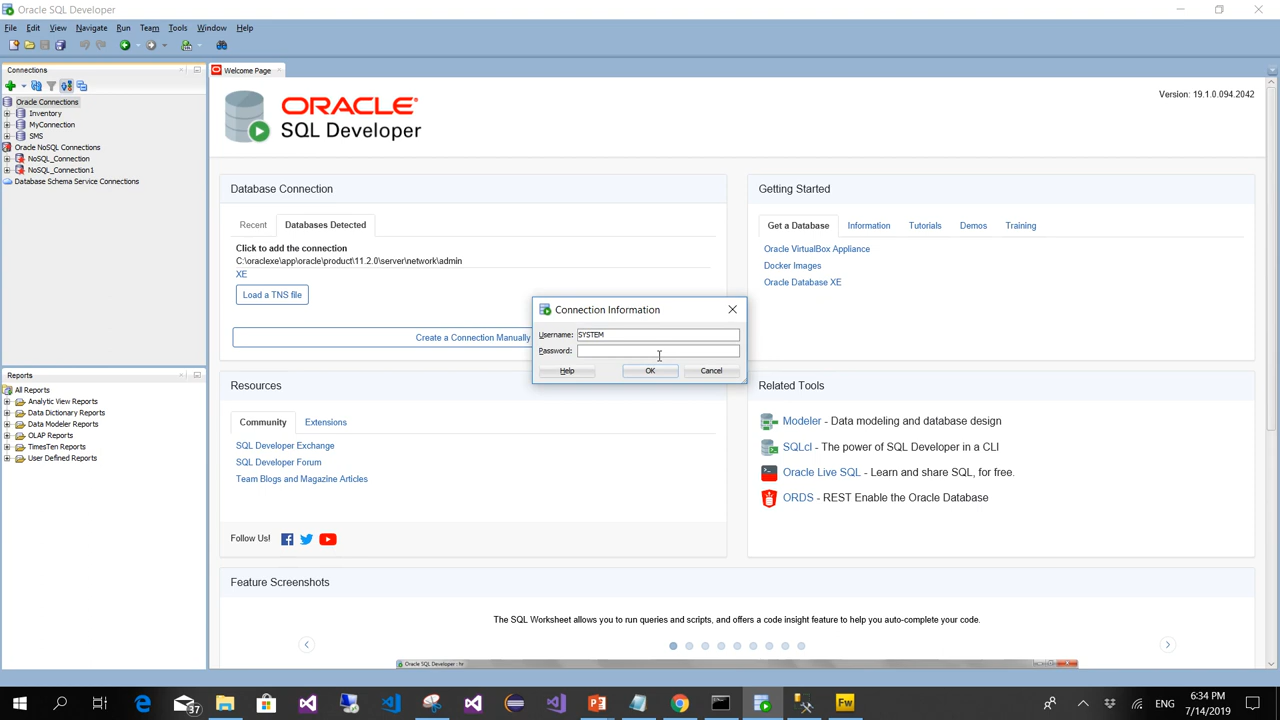 Oracle SQL Developer
File Edit View Navigate Run Team Tools Window Help
Connections
Oracle Connections
Inventory
MyConnection
SMS
Oracle NoSQL Connections
NoSQL_Connection
NoSQL_Connection1
Database Schema Service Connections
Reports
All Reports
Analytic View Reports
Data Dictionary Reports
Data Modeler Reports
OLAP Reports
TimesTen Reports
User Defined Reports
Welcome Page
ORACLE
SQL Developer
Version: 19.1.0.094.2042
Database Connection
Recent Databases Detected
Click to add the connection
C:\oraclexe\app\oracle\product\11.2.0\server\network\admin
XE
Load a TNS file
Create a Connection Manually
Getting Started
Get a Database Information Tutorials Demos Training
Oracle VirtualBox Appliance
Docker Images
Oracle Database XE
Connection Information
Username: SYSTEM
Password:
Help OK Cancel
Resources
Community Extensions
SQL Developer Exchange
SQL Developer Forum
Team Blogs and Magazine Articles
Follow Us!
Related Tools
Modeler - Data modeling and database design
SQLcl - The power of SQL Developer in a CLI
Oracle Live SQL - Learn and share SQL, for free.
ORDS - REST Enable the Oracle Database
Feature Screenshots
The SQL Worksheet allows you to run queries and scripts, and offers a code insight feature to help you auto-complete your code.
Oracle SQL Developer : hr
37
Fw
ENG
6:34 PM
7/14/2019